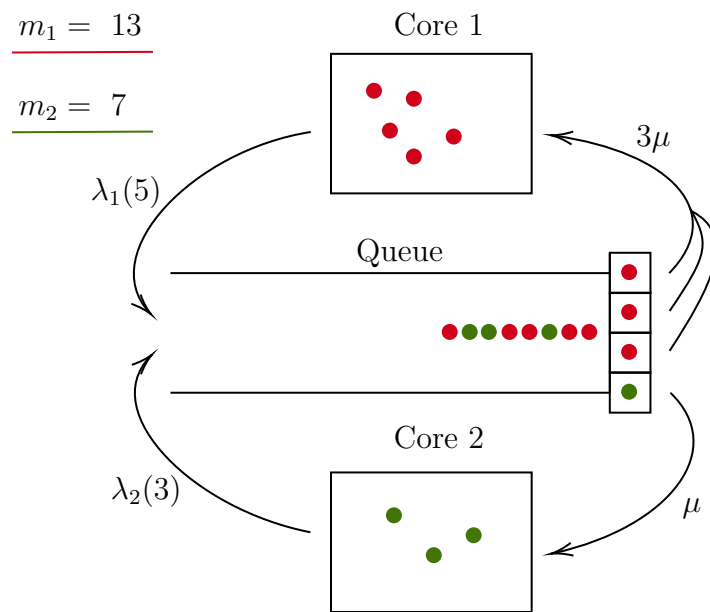 m₁ = 13
Core 1
m₂ = 7
3μ
λ₁(5)
Queue
Core 2
λ₂(3)
μ